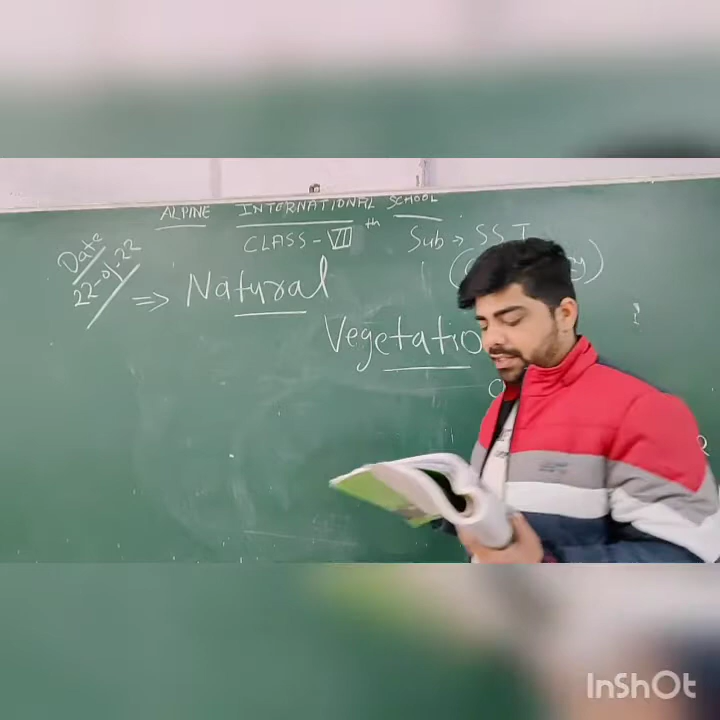 ALPINE INTERNATIONAL SCHOOL
CLASS-VII th Sub → SST
Date
22-01-22
⇒ Natural
Vegetatio
InShOt